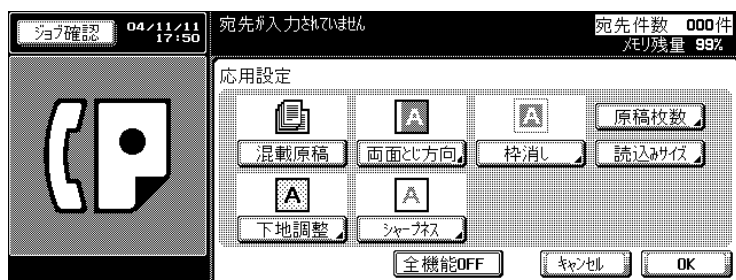 ジョブ確認
04/11/11
17:50
宛先が入力されていません
宛先件数 000件
メモリ残量 99%
応用設定
混載原稿
両面とじ方向
枠消し
原稿枚数
読込みサイズ
下地調整
シャープネス
全機能OFF
キャンセル
OK
A
A
A
A
P